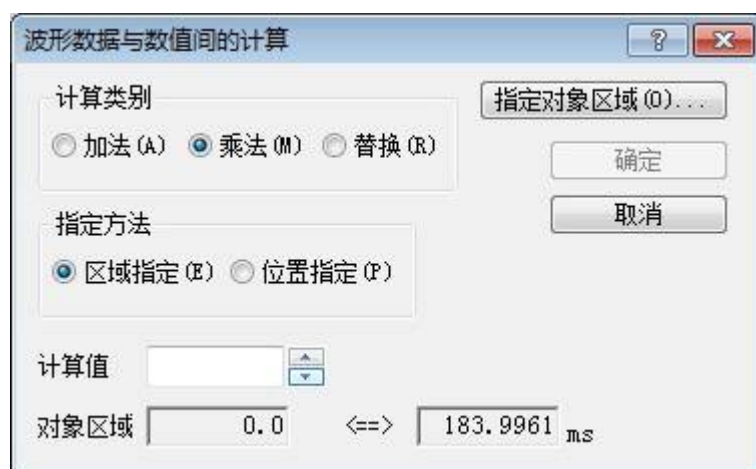 波形数据与数值间的计算
计算类别
指定对象区域(O)...
加法(A) 乘法(M) 替换(R)
确定
取消
指定方法
区域指定(E) 位置指定(P)
计算值
对象区域 0.0 <==> 183.9961 ms